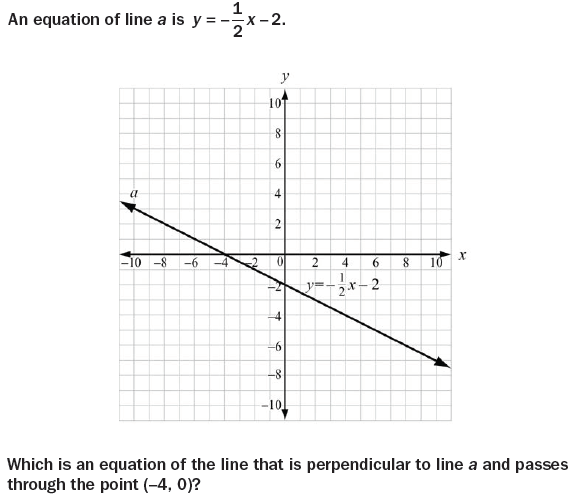 An equation of line a is y = -1/2 x - 2.
y
10
8
a
6
4
2
-10 -8 -6 -4 -2 0 2 4 6 8 10 x
-2 y=-1/2 x-2
-4
-6
-8
-10
Which is an equation of the line that is perpendicular to line a and passes
through the point (–4, 0)?